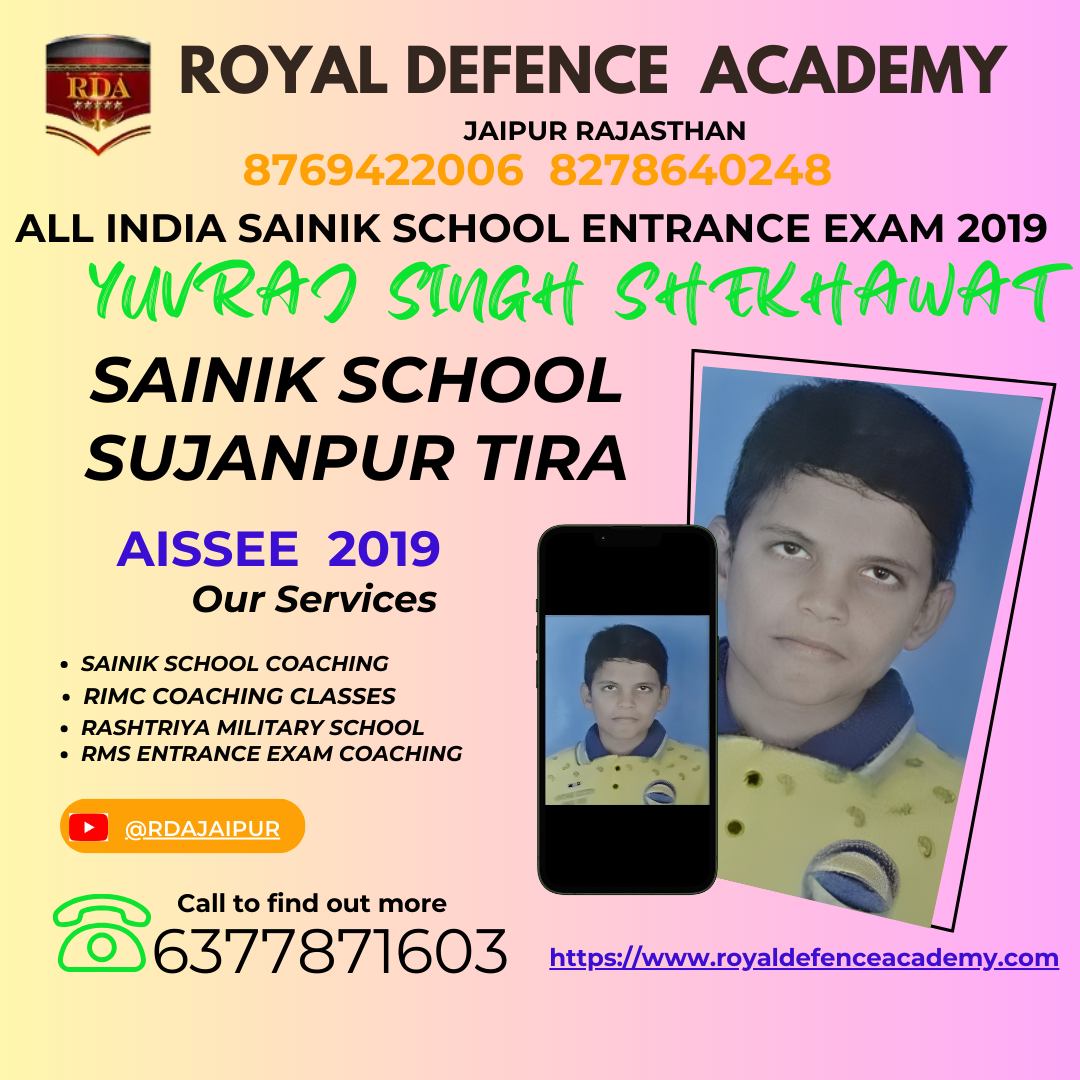 RDA
ROYAL DEFENCE ACADEMY
JAIPUR RAJASTHAN
8769422006 8278640248
ALL INDIA SAINIK SCHOOL ENTRANCE EXAM 2019
YUVRAJ SINGH SHEKHAWAT
SAINIK SCHOOL
SUJANPUR TIRA
AISSEE 2019
Our Services
• SAINIK SCHOOL COACHING
• RIMC COACHING CLASSES
• RASHTRIYA MILITARY SCHOOL
• RMS ENTRANCE EXAM COACHING
@RDAJAIPUR
Call to find out more
6377871603
https://www.royaldefenceacademy.com